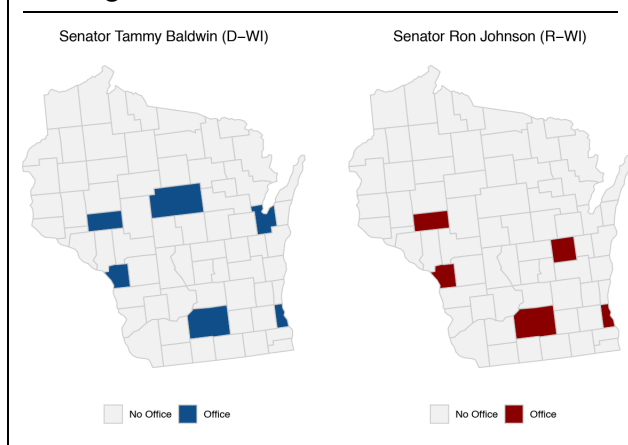 Senator Tammy Baldwin (D−WI)
Senator Ron Johnson (R−WI)
No Office Office
No Office Office